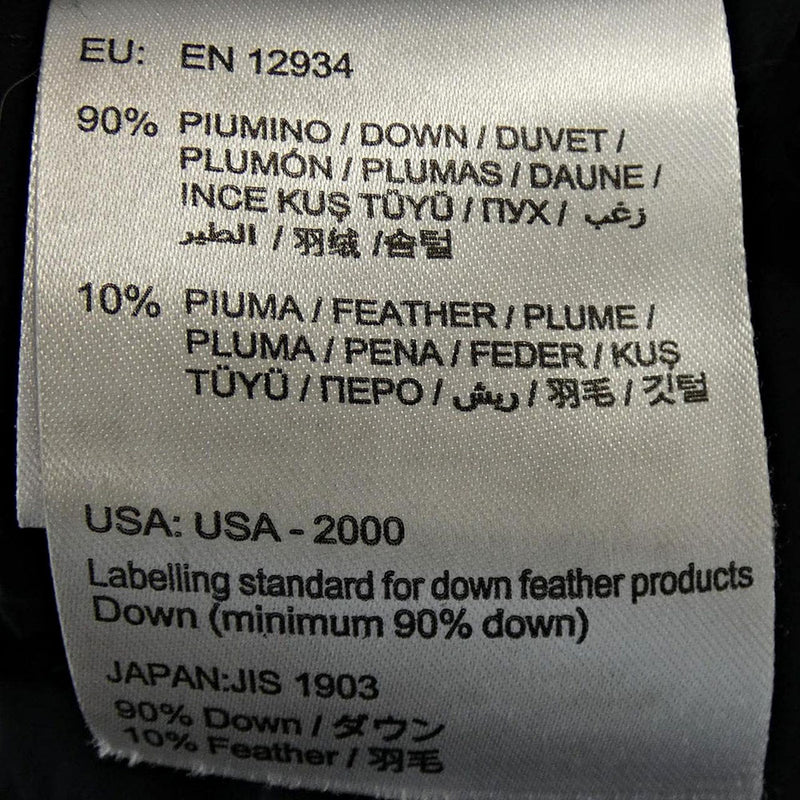 EU: EN 12934
90% PIUMINO / DOWN / DUVET /
PLUMÓN / PLUMAS / DAUNE /
INCE KUŞ TÜYÜ / ПУХ / زغب
الطير / 羽绒 /솜털
10% PIUMA / FEATHER / PLUME /
PLUMA / PENA / FEDER / KUŞ
TÜYÜ / ПЕРО / ريش / 羽毛 / 깃털
USA: USA - 2000
Labelling standard for down feather products
Down (minimum 90% down)
JAPAN:JIS 1903
90% Down / ダウン
10% Feather / 羽毛